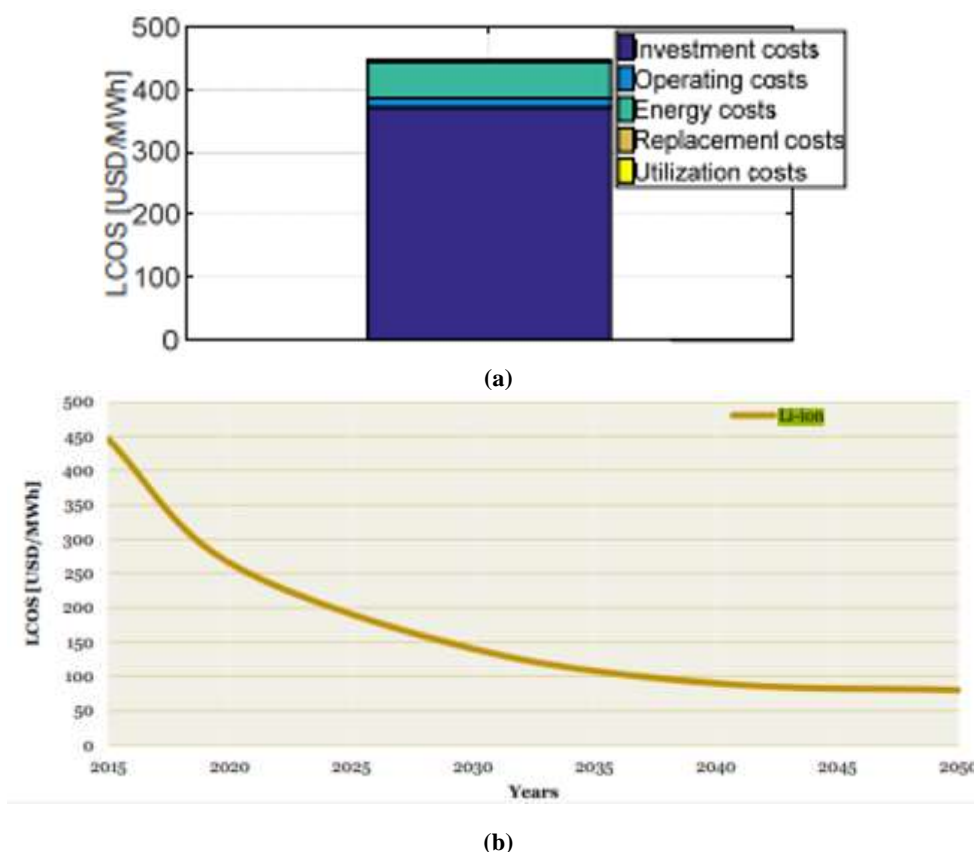 500
400
300
200
100
0
LCOS [USD/MWh]
Investment costs
Operating costs
Energy costs
Replacement costs
Utilization costs
(a)
500
450
400
350
300
250
200
150
100
50
0
LCOS [USD/MWh]
Li-ion
2015 2020 2025 2030 2035 2040 2045 2050
Years
(b)